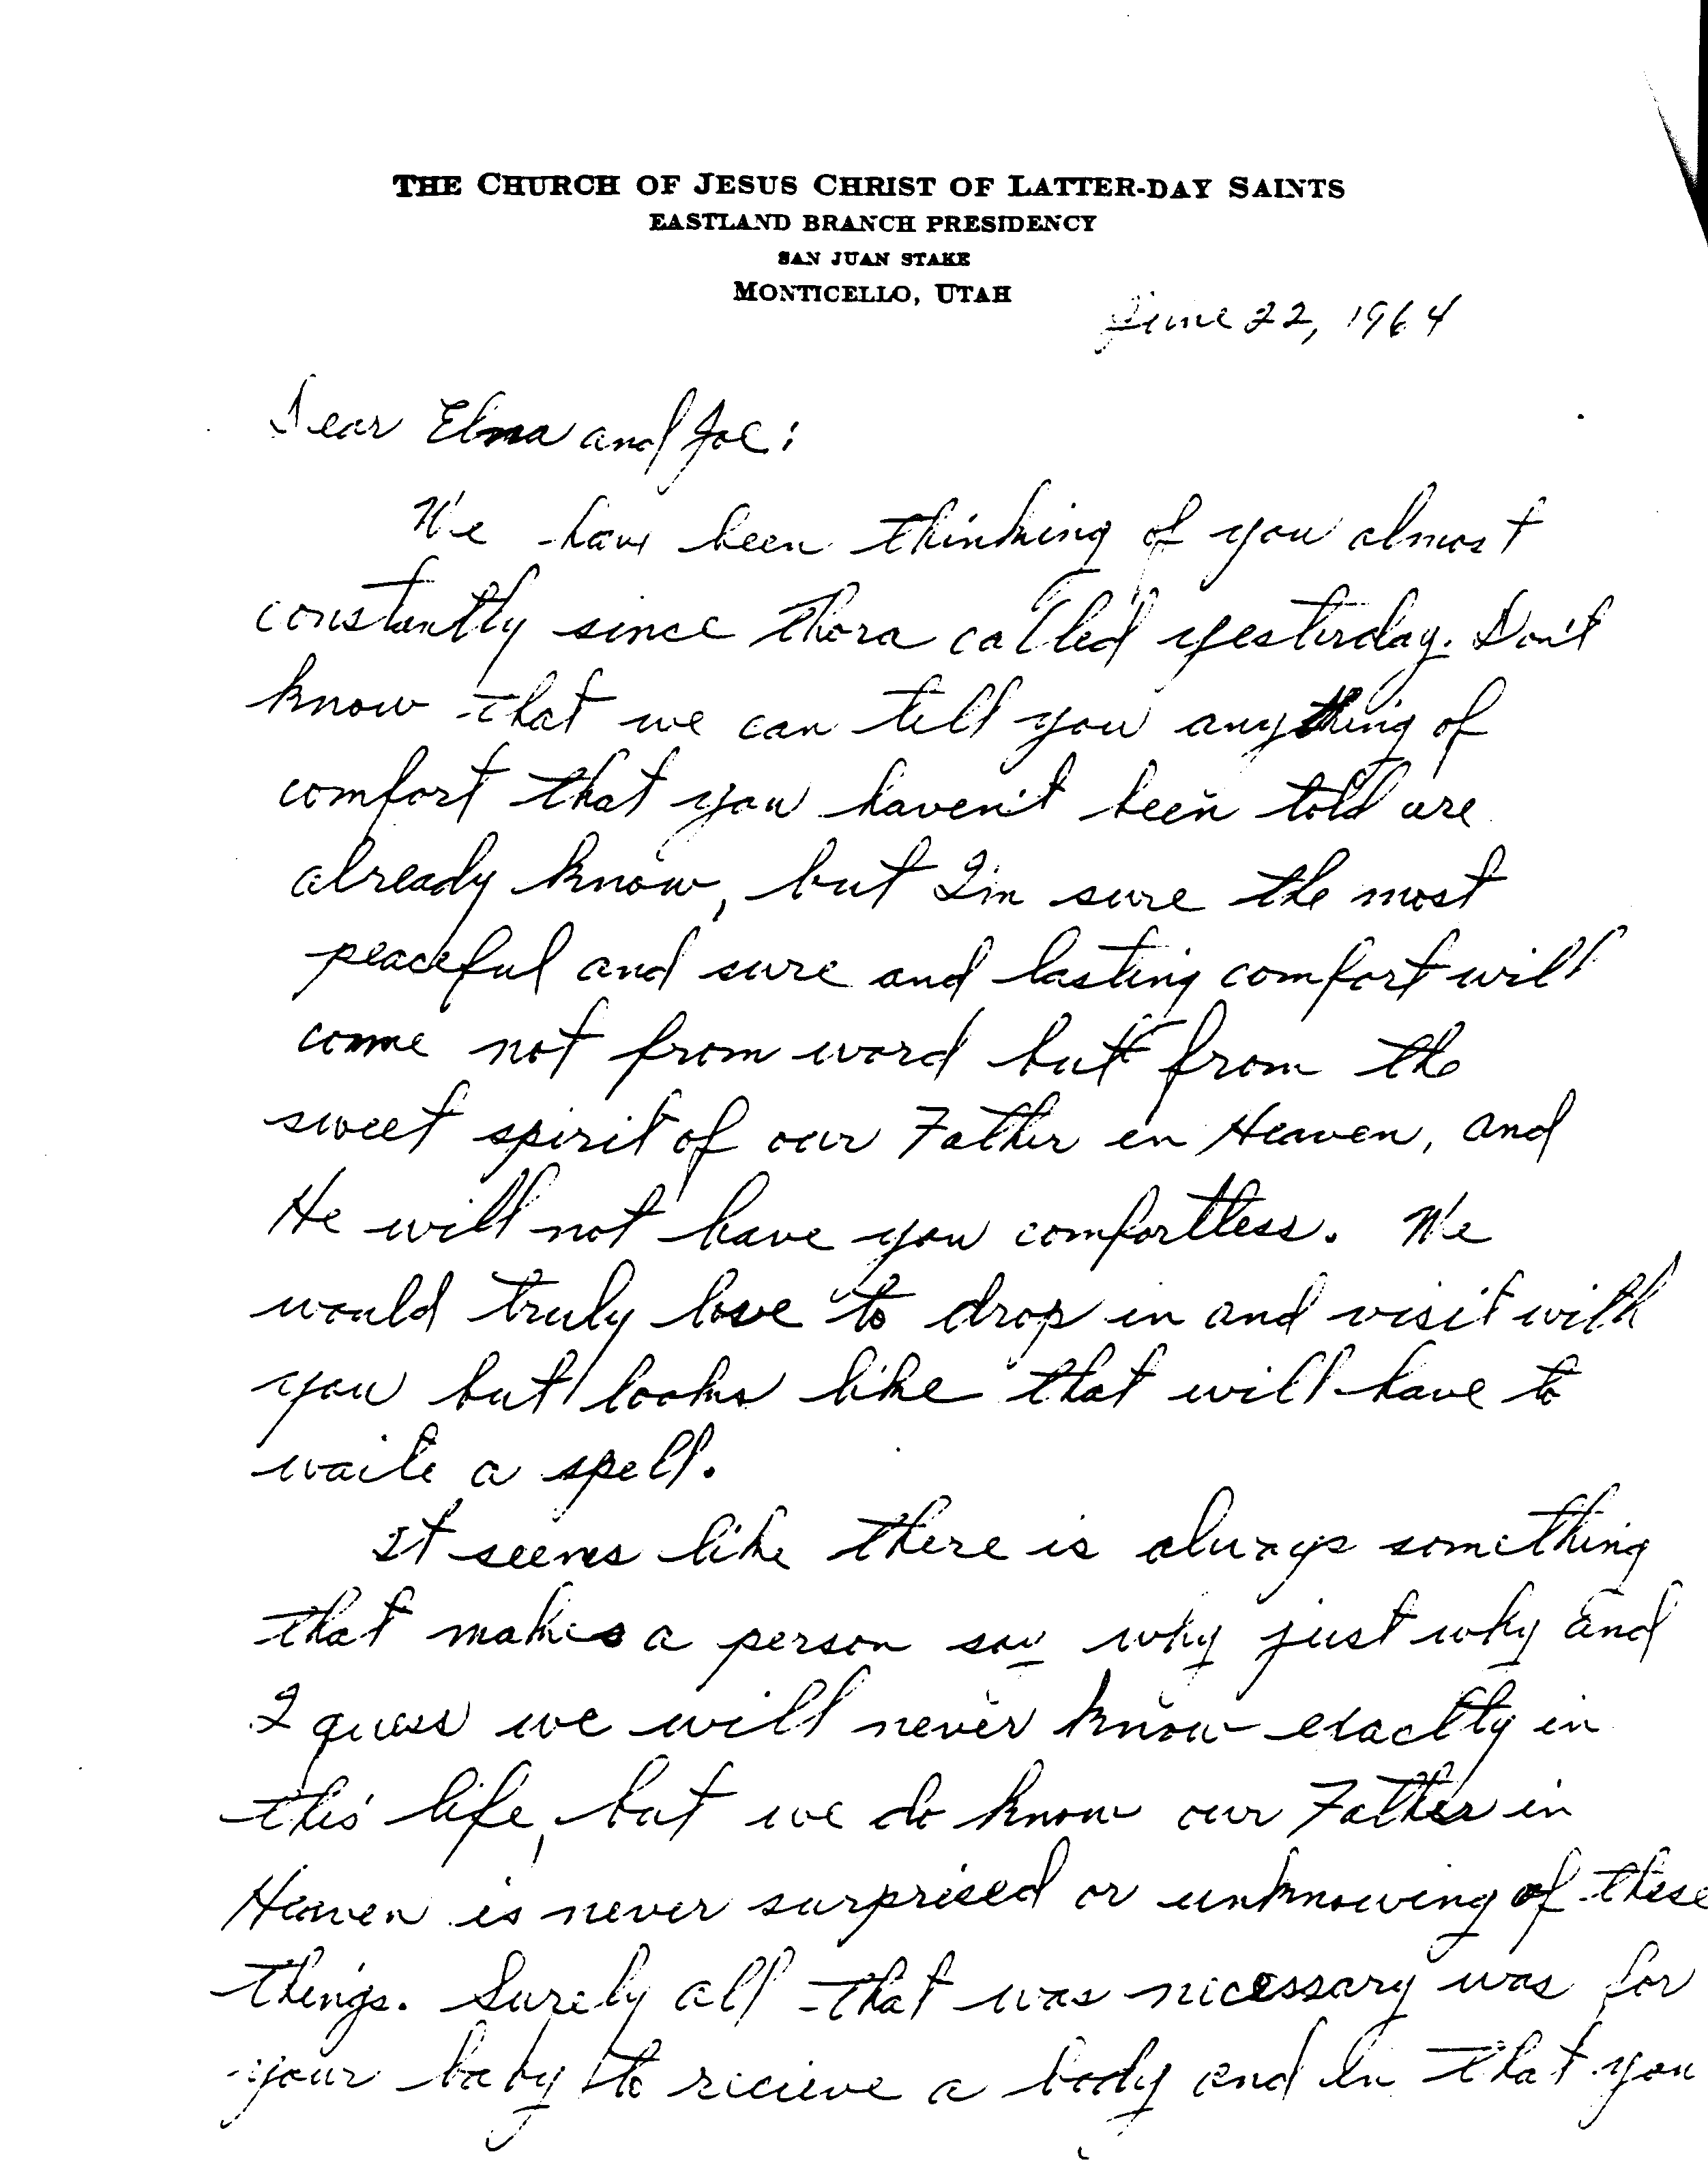 THE CHURCH OF JESUS CHRIST OF LATTER-DAY SAINTS
EASTLAND BRANCH PRESIDENCY
SAN JUAN STAKE
MONTICELLO, UTAH
June 22, 1964
Dear Elma and Joe:
We have been thinking of you almost
constantly since Thora called yesterday. Don't
know that we can tell you anything of
comfort that you haven't been told are
already know, but I'm sure the most
peaceful and sure and lasting comfort will
come not from word but from the
sweet spirit of our Father in Heaven, and
He will not leave you comfortless. We
would truly love to drop in and visit with
you but looks like that will have to
waite a spell.
It seems like there is always something
that makes a person say why just why and
I guess we will never know exactly in
this life, but we do know our Father in
Heaven is never surprised or unknowing of these
things. Surely all that was necessary was for
your baby to recieve a body and in that you